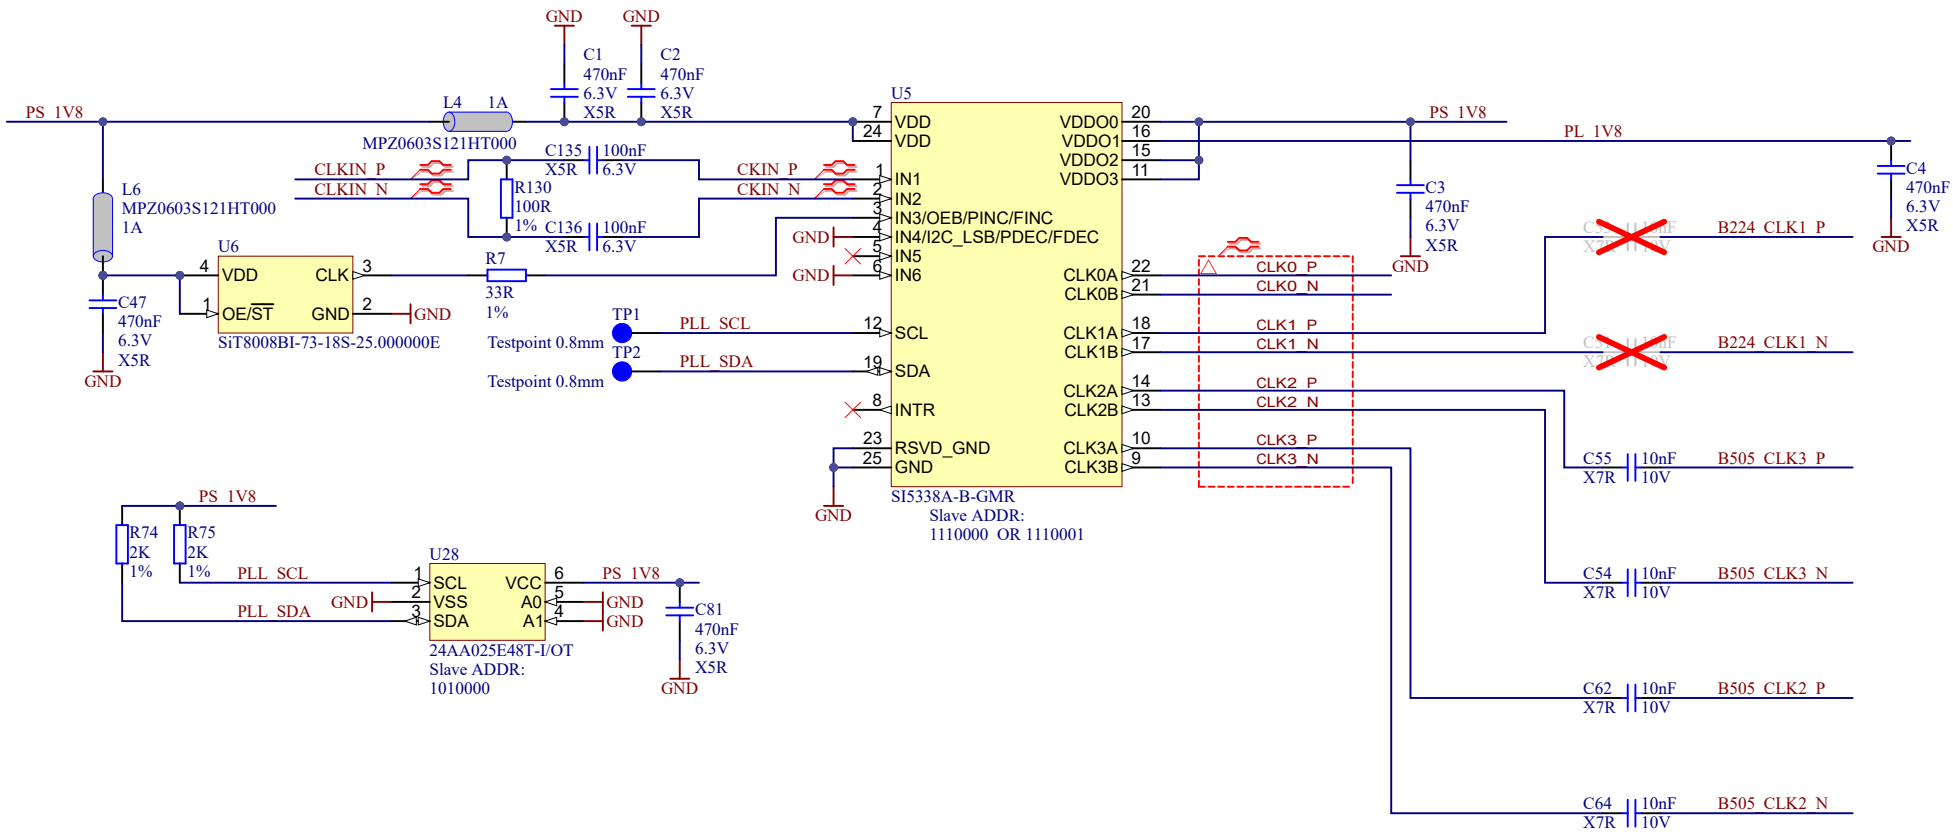 GND
GND
C1
470nF
6.3V
X5R
C2
470nF
6.3V
X5R
PS_1V8
L4 1A
MPZ0603S121HT000
L6
MPZ0603S121HT000
1A
CLKIN_P
CLKIN_N
C135 100nF
X5R 6.3V
R130
100R
1%
C136 100nF
X5R 6.3V
CKIN_P
CKIN_N
U6
4 VDD CLK 3
1 OE/ST GND 2 GND
SiT8008BI-73-18S-25.000000E
C47
470nF
6.3V
X5R
GND
R7
33R
1%
GND
GND
TP1
Testpoint 0.8mm
PLL_SCL
TP2
Testpoint 0.8mm
PLL_SDA
U5
7 VDD VDDO0 20
24 VDD VDDO1 16
VDDO2 15
1 IN1 VDDO3 11
2 IN2
3 IN3/OEB/PINC/FINC
4 IN4/I2C_LSB/PDEC/FDEC
5 IN5
6 IN6 CLK0A 22
CLK0B 21
12 SCL CLK1A 18
CLK1B 17
19 SDA
CLK2A 14
8 INTR CLK2B 13
23 RSVD_GND CLK3A 10
25 GND CLK3B 9
SI5338A-B-GMR
Slave ADDR:
1110000 OR 1110001
GND
PS_1V8
PL_1V8
C3
470nF
6.3V
X5R
GND
C4
470nF
6.3V
X5R
GND
CLK0_P
CLK0_N
CLK1_P
CLK1_N
CLK2_P
CLK2_N
CLK3_P
CLK3_N
B224_CLK1_P
B224_CLK1_N
C55 10nF B505_CLK3_P
X7R 10V
C54 10nF B505_CLK3_N
X7R 10V
C62 10nF B505_CLK2_P
X7R 10V
C64 10nF B505_CLK2_N
X7R 10V
PS_1V8
R74
2K
1%
R75
2K
1%
PLL_SCL
GND
PLL_SDA
U28
1 SCL VCC 6
2 VSS A0 5
3 SDA A1 4
24AA025E48T-I/OT
Slave ADDR:
1010000
PS_1V8
GND
GND
C81
470nF
6.3V
X5R
GND